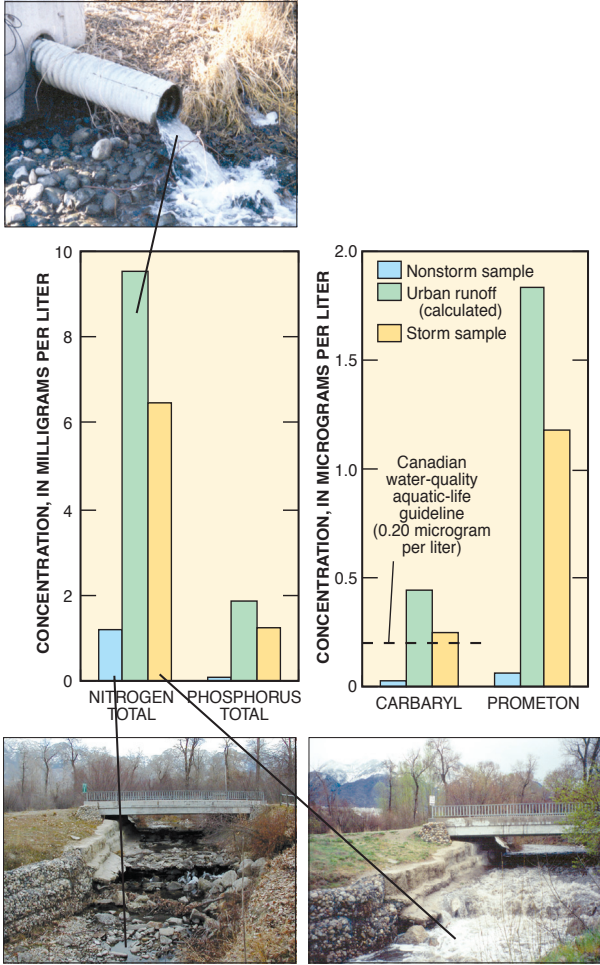 CONCENTRATION, IN MILLIGRAMS PER LITER
10
8
6
4
2
0
NITROGEN
TOTAL
PHOSPHORUS
TOTAL
CONCENTRATION, IN MICROGRAMS PER LITER
2.0
1.5
1.0
0.5
0
Nonstorm sample
Urban runoff
(calculated)
Storm sample
Canadian
water-quality
aquatic-life
guideline
(0.20 microgram
per liter)
CARBARYL
PROMETON